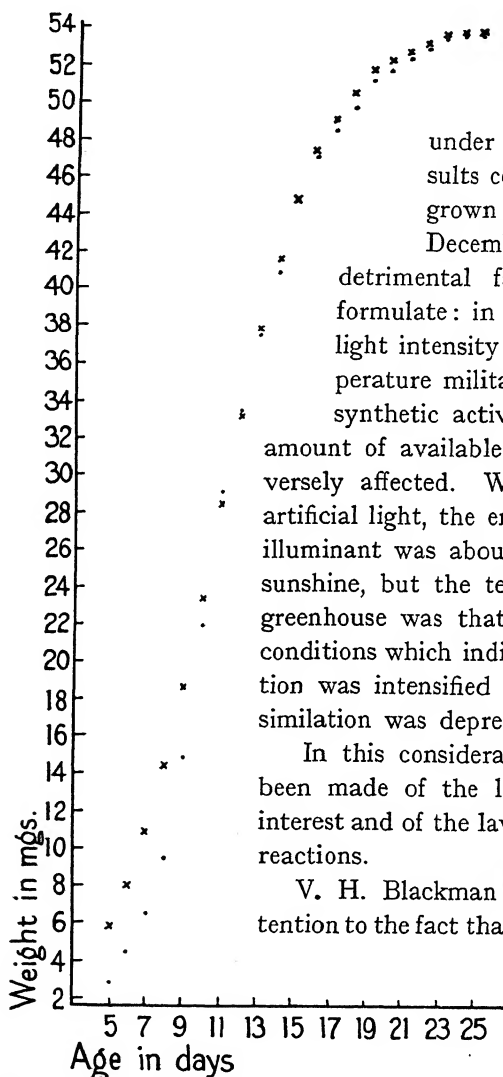 54
52
50
48
46
44
42
40
38
36
34
32
30
28
26
24
22
20
18
16
14
12
10
8
6
4
2
Weight in mgs.
5 7 9 11 13 15 17 19 21 23 25
Age in days
under
sults
grown
Decem
detrimental f
formulate: in
light intensity
perature milita
synthetic activ
amount of available
versely affected. W
artificial light, the
illuminant was abou
sunshine, but the te
greenhouse was that
conditions which indi
tion was intensified
similation was depre
In this considera
been made of the l
interest and of the la
reactions.
V. H. Blackman
tention to the fact tha